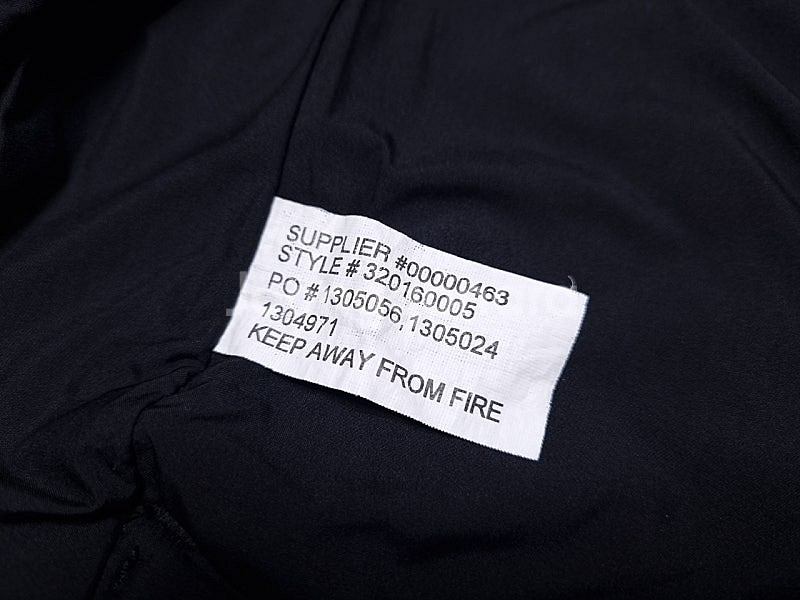 SUPPLIER #00000463
STYLE # 320160005
PO # 1305056,1305024
1304971
KEEP AWAY FROM FIRE